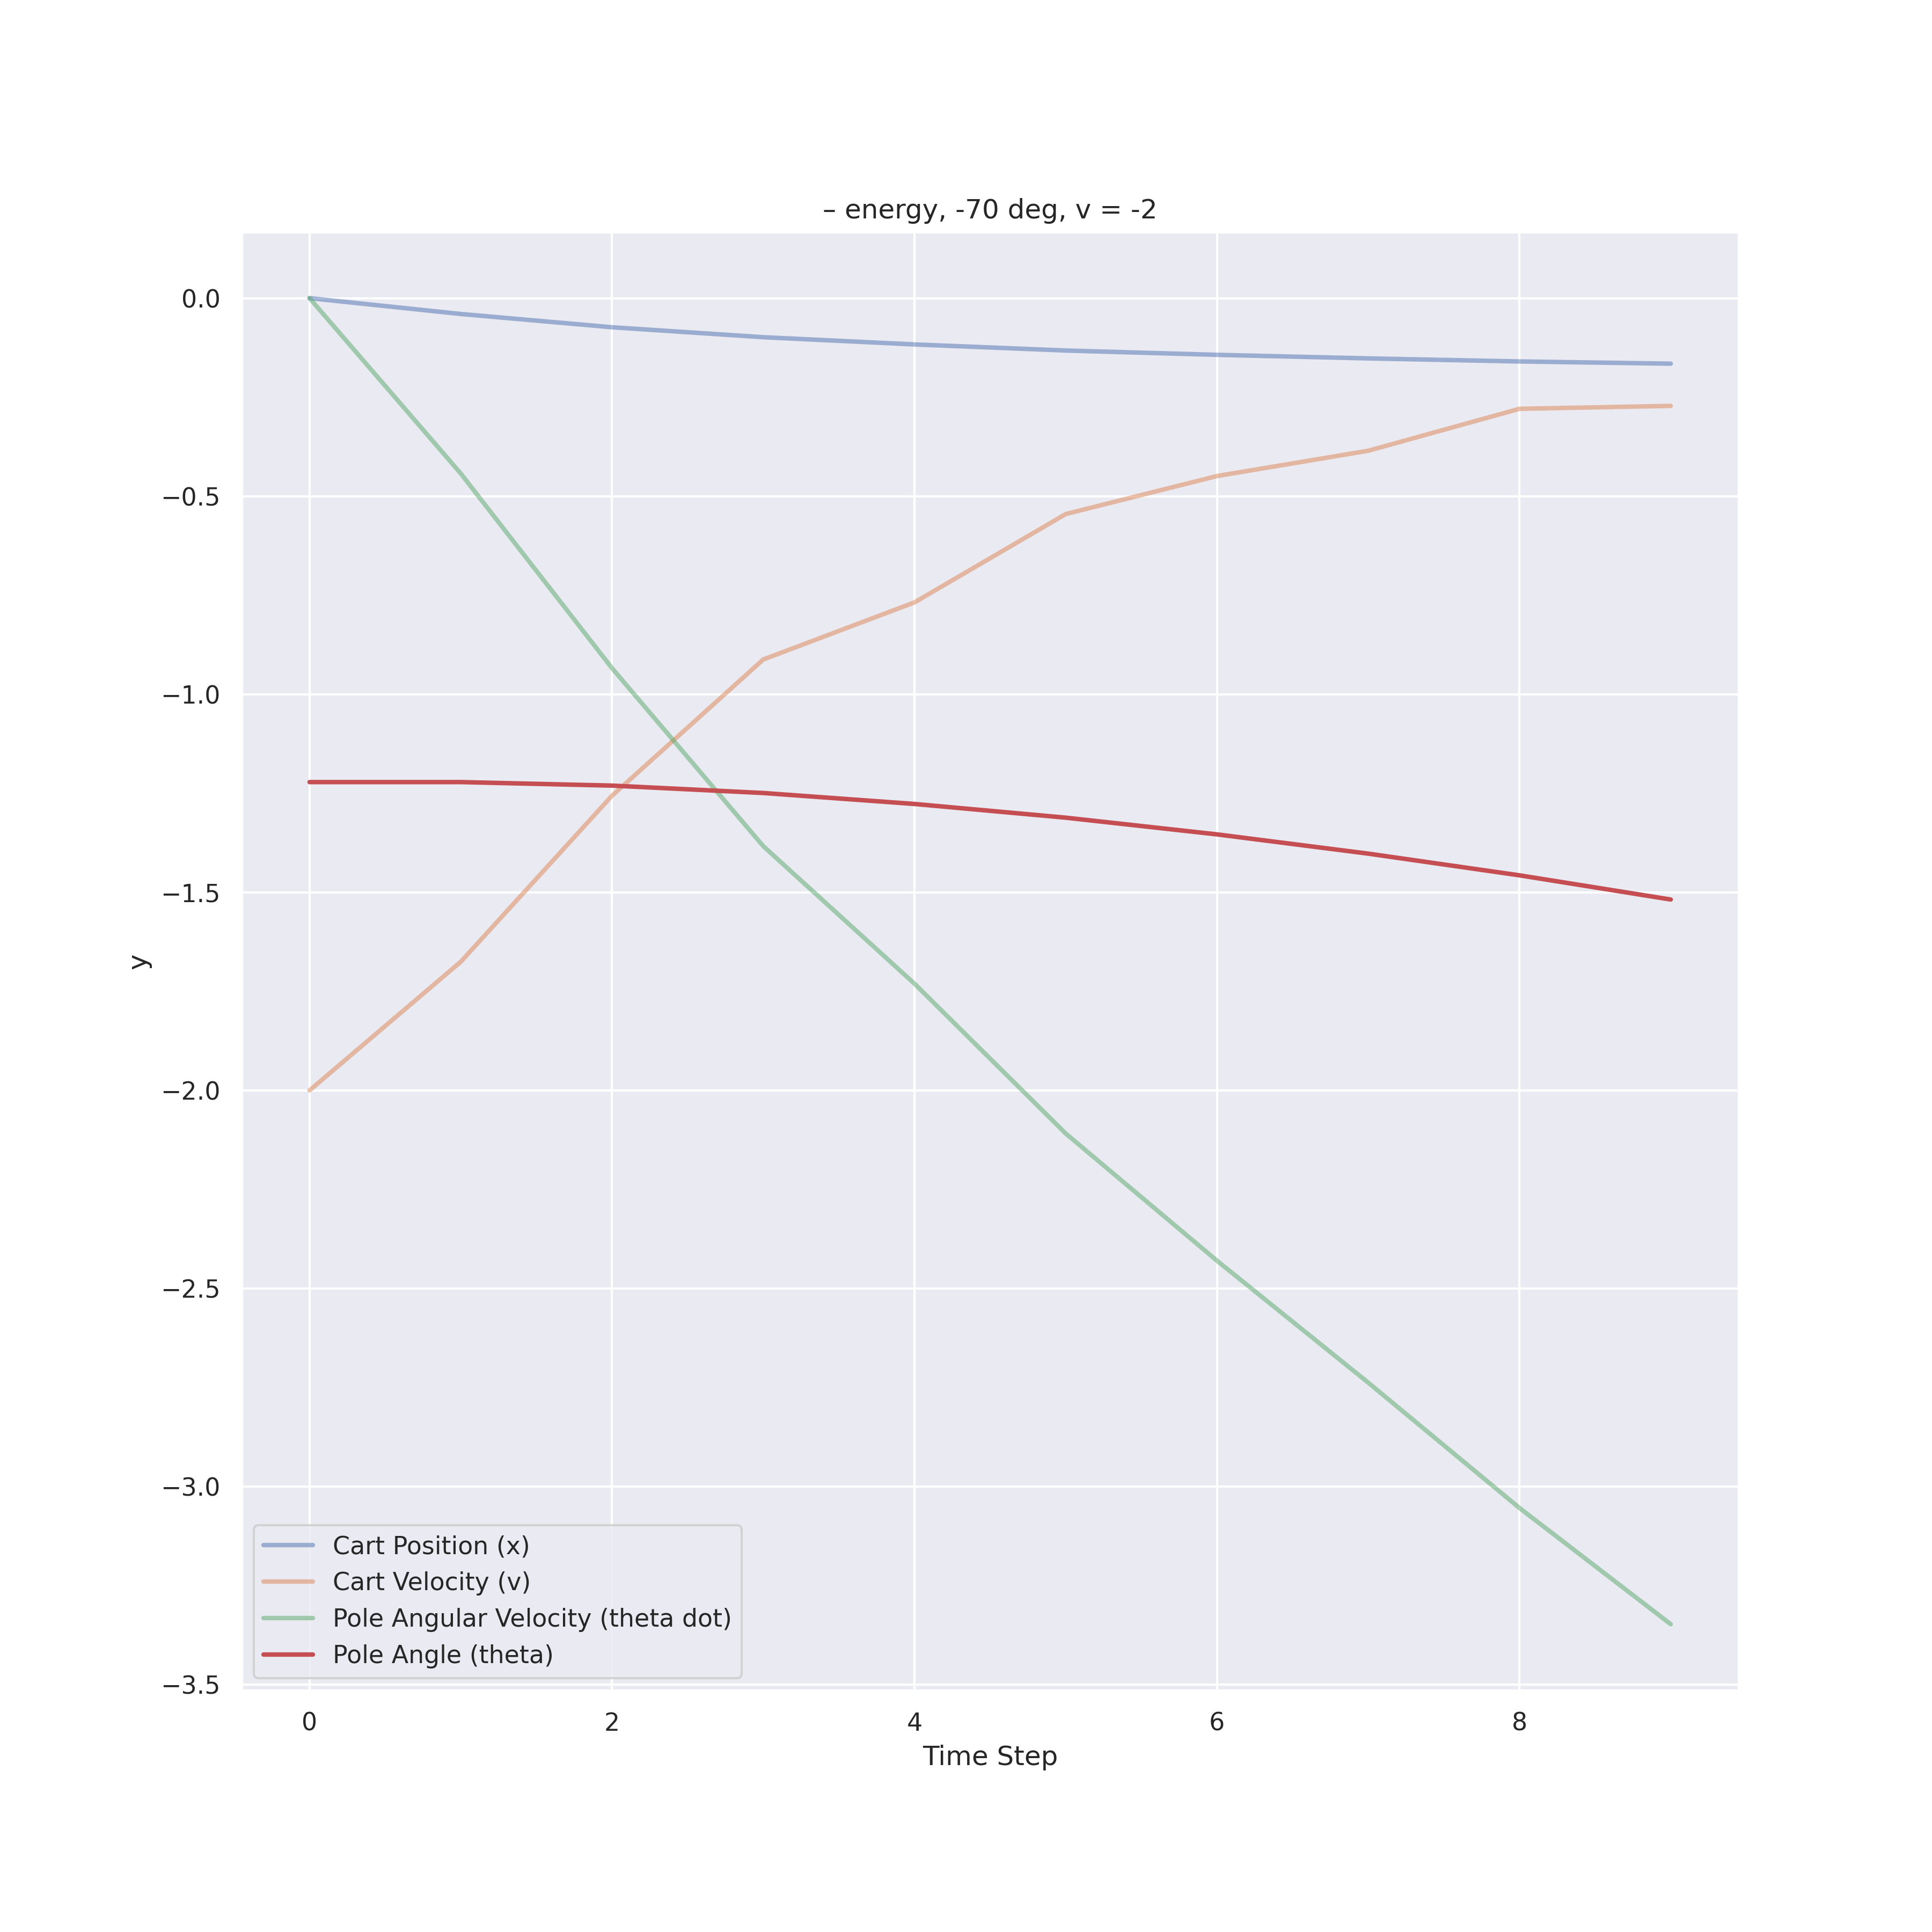 – energy, -70 deg, v = -2
0.0
−0.5
−1.0
−1.5
−2.0
−2.5
−3.0
−3.5
y
Cart Position (x)
Cart Velocity (v)
Pole Angular Velocity (theta dot)
Pole Angle (theta)
0 2 4 6 8
Time Step